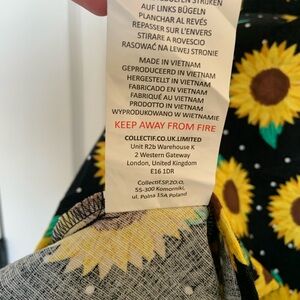 AUF LINKS BÜGELN
PLANCHAR AL REVÉS
REPASSER SUR L'ENVERS
STIRARE A ROVESCIO
RASOWAĆ NA LEWEJ STRONIE
MADE IN VIETNAM
GEPRODUCEERD IN VIETNAM
HERGESTELLT IN VIETNAM
FABRICADO EN VIETNAM
FABRIQUÉ AU VIETNAM
PRODOTTO IN VIETNAM
WYPRODUKOWANO W WIETNAMIE
KEEP AWAY FROM FIRE
COLLECTIF.CO.UK.LIMITED
Unit R2b Warehouse K
2 Western Gateway
London, United Kingdom
E16 1DR
Collectif.SP.ZO.O.
55-300 Komorniki,
ul. Polna 15A Poland